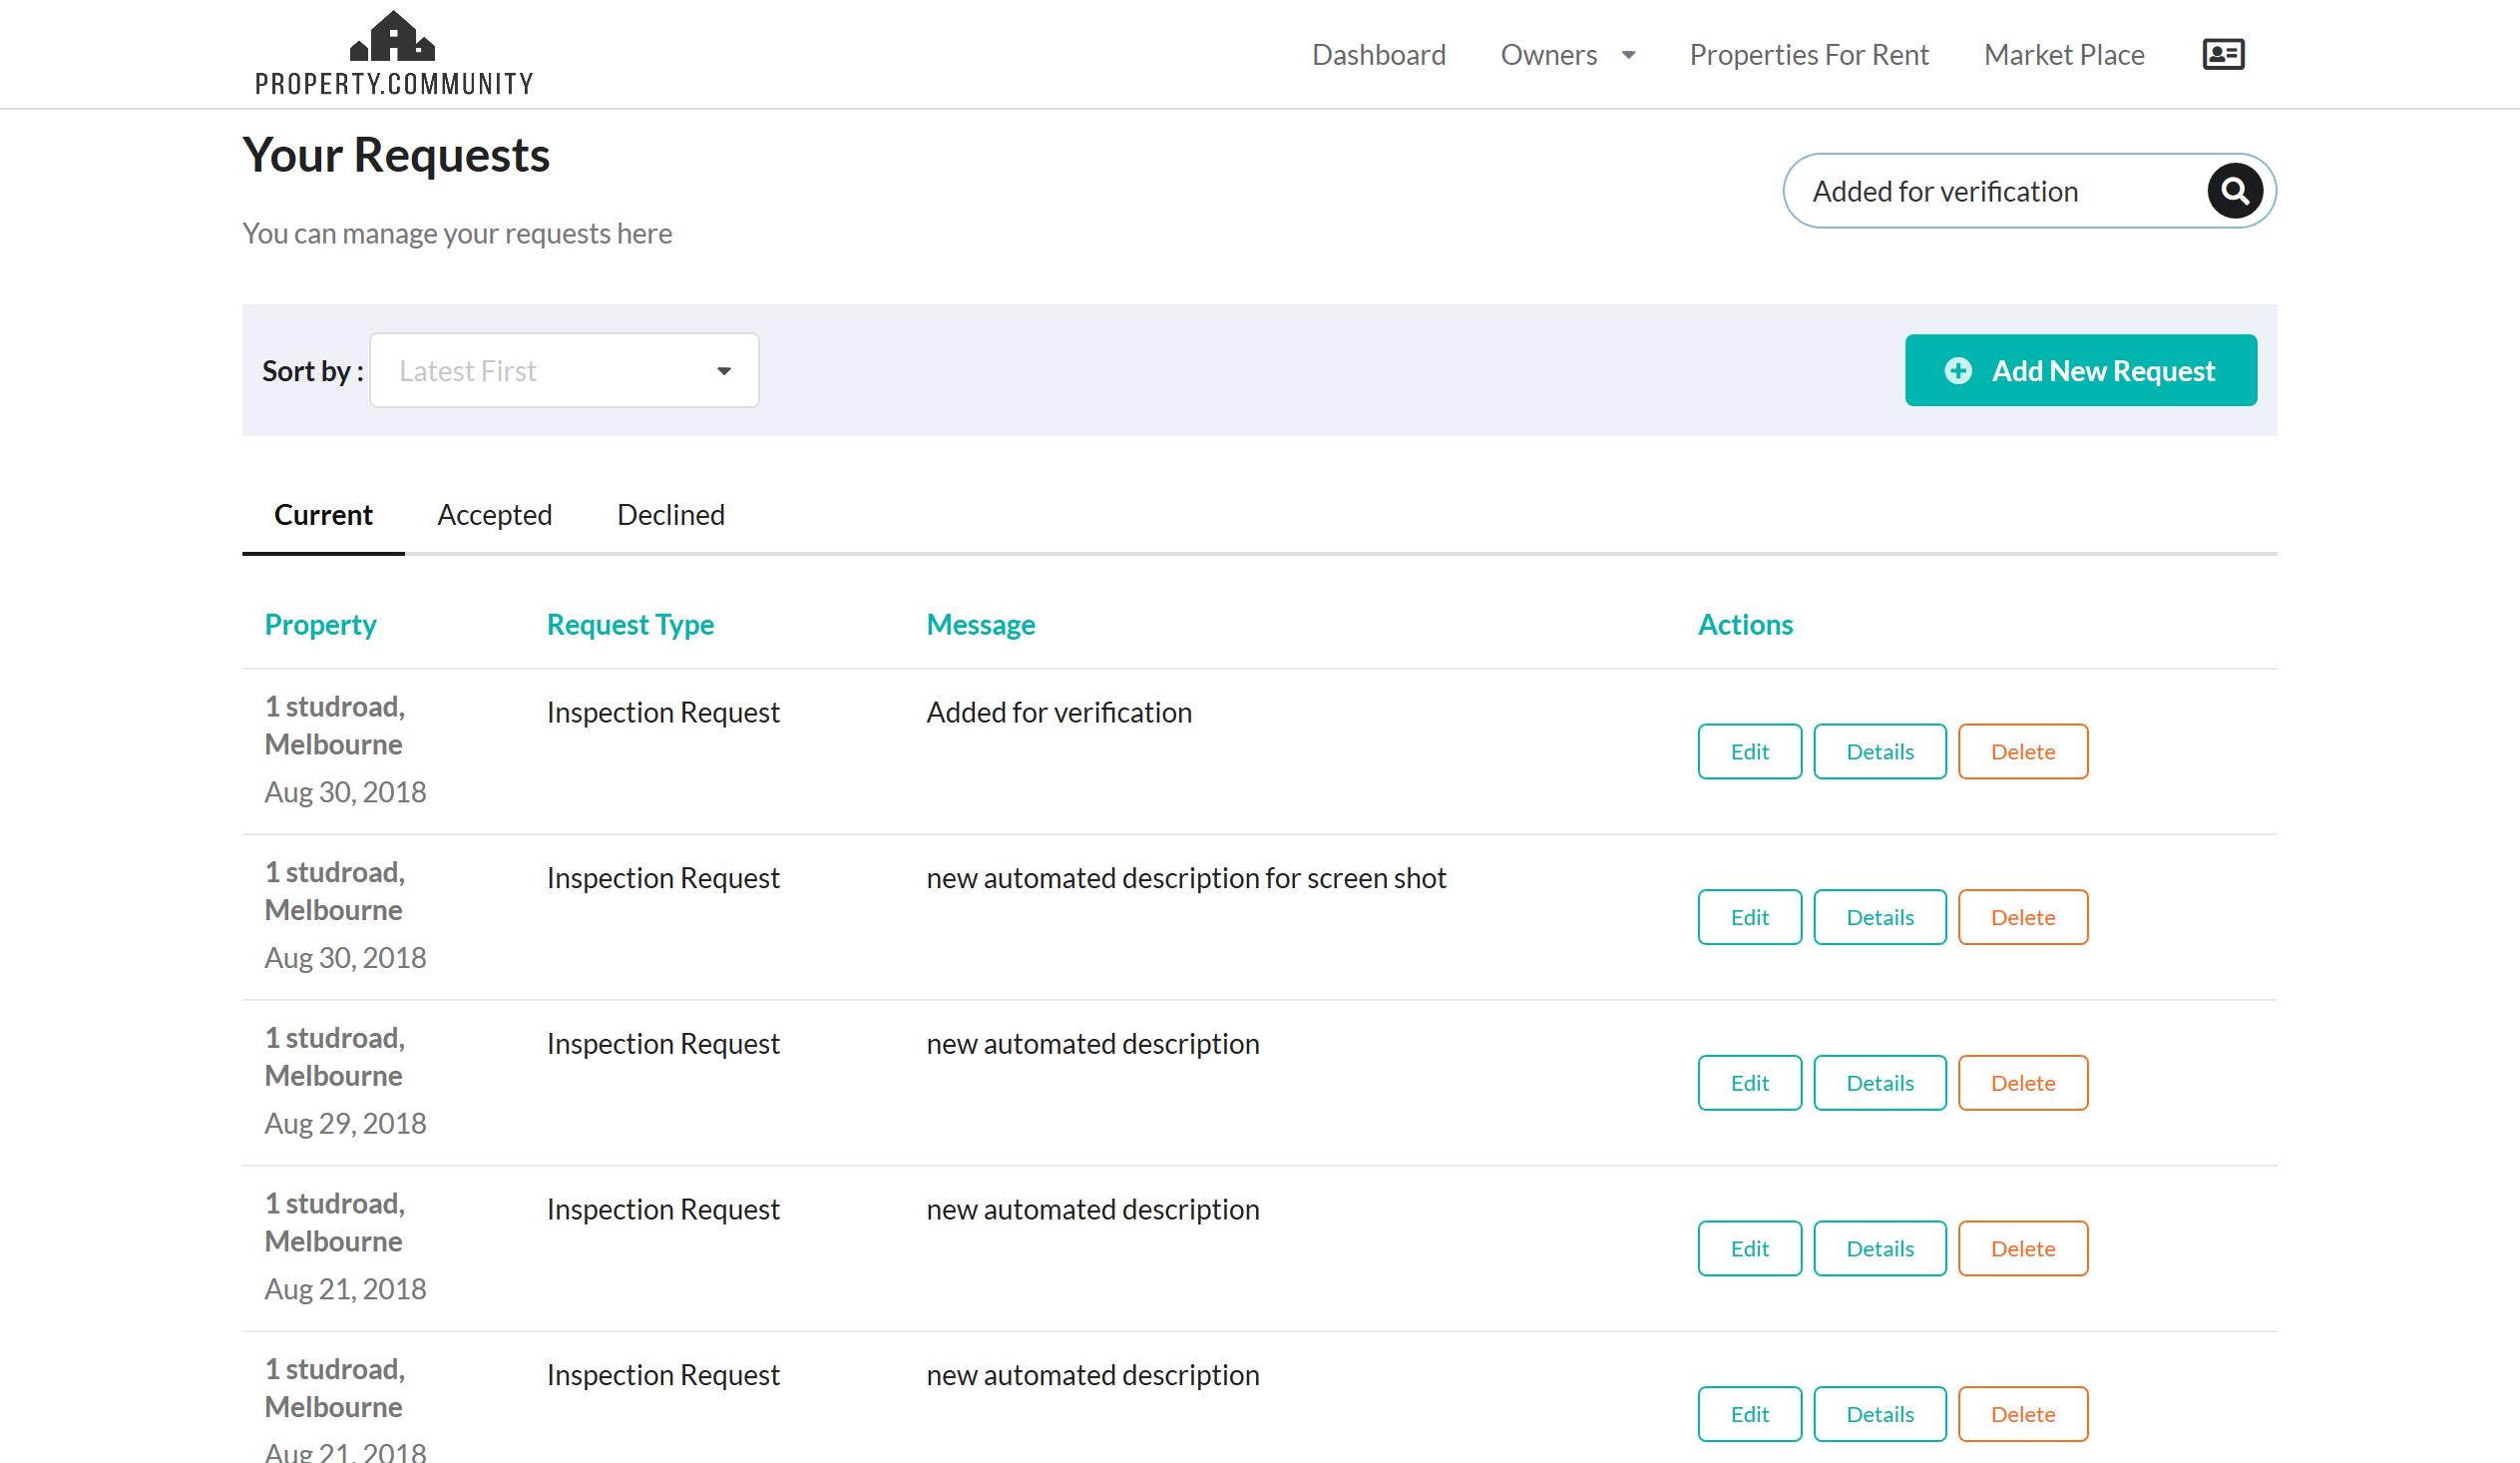 PROPERTY.COMMUNITY
Dashboard Owners Properties For Rent Market Place
Your Requests
Added for verification
You can manage your requests here
Sort by : Latest First Add New Request
Current Accepted Declined
Property Request Type Message Actions
1 studroad,
Melbourne
Aug 30, 2018
Inspection Request
Added for verification
Edit Details Delete
1 studroad,
Melbourne
Aug 30, 2018
Inspection Request
new automated description for screen shot
Edit Details Delete
1 studroad,
Melbourne
Aug 29, 2018
Inspection Request
new automated description
Edit Details Delete
1 studroad,
Melbourne
Aug 21, 2018
Inspection Request
new automated description
Edit Details Delete
1 studroad,
Melbourne
Aug 21, 2018
Inspection Request
new automated description
Edit Details Delete